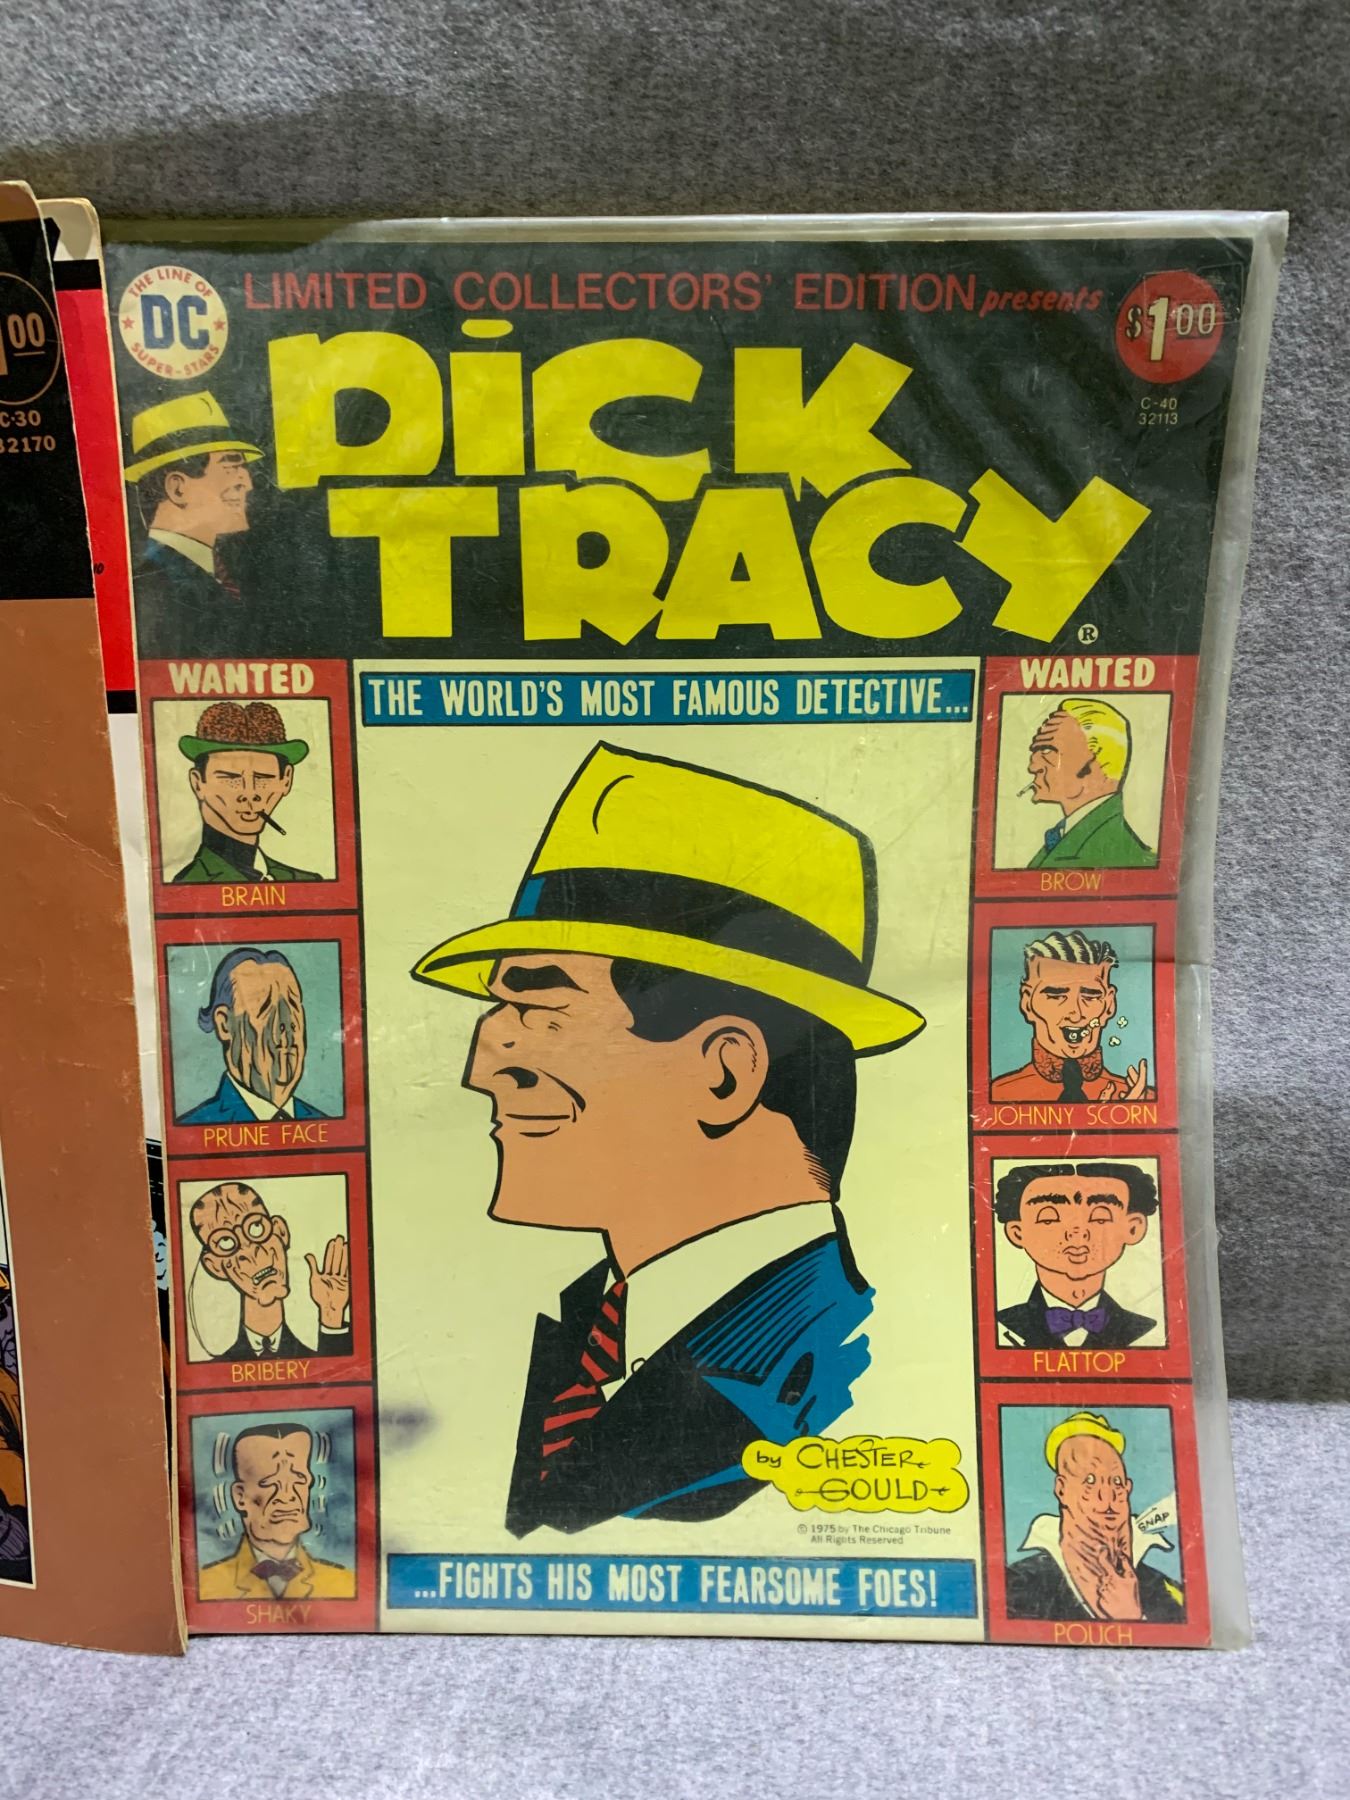 1 00
C-30
32170
THE LINE OF
DC
SUPER-STARS
LIMITED COLLECTORS' EDITION presents
$1 00
C-40
32113
DICK
TRACY
®
WANTED
THE WORLD'S MOST FAMOUS DETECTIVE...
WANTED
BRAIN
BROW
PRUNE FACE
JOHNNY SCORN
BRIBERY
FLATTOP
SNAP
by CHESTER
GOULD
© 1975 by The Chicago Tribune
All Rights Reserved
SHAKY
...FIGHTS HIS MOST FEARSOME FOES!
POUCH